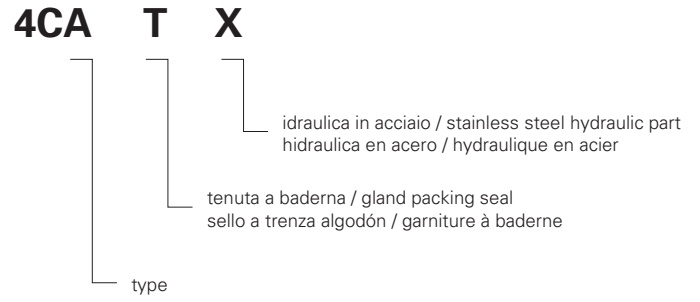 4CA T X
idraulica in acciaio / stainless steel hydraulic part
hidraulica en acero / hydraulique en acier
tenuta a baderna / gland packing seal
sello a trenza algodón / garniture à baderne
type